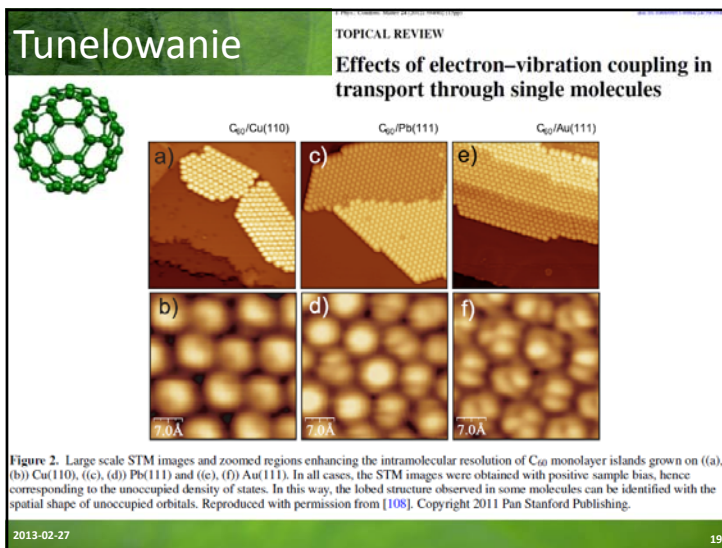 Tunelowanie
TOPICAL REVIEW
Effects of electron–vibration coupling in
transport through single molecules
C60/Cu(110)
C60/Pb(111)
C60/Au(111)
a)
c)
e)
b)
d)
f)
7.0Å
7.0Å
7.0Å
Figure 2. Large scale STM images and zoomed regions enhancing the intramolecular resolution of C60 monolayer islands grown on ((a),
(b)) Cu(110), ((c), (d)) Pb(111) and ((e), (f)) Au(111). In all cases, the STM images were obtained with positive sample bias, hence
corresponding to the unoccupied density of states. In this way, the lobed structure observed in some molecules can be identified with the
spatial shape of unoccupied orbitals. Reproduced with permission from [108]. Copyright 2011 Pan Stanford Publishing.
2013-02-27
19